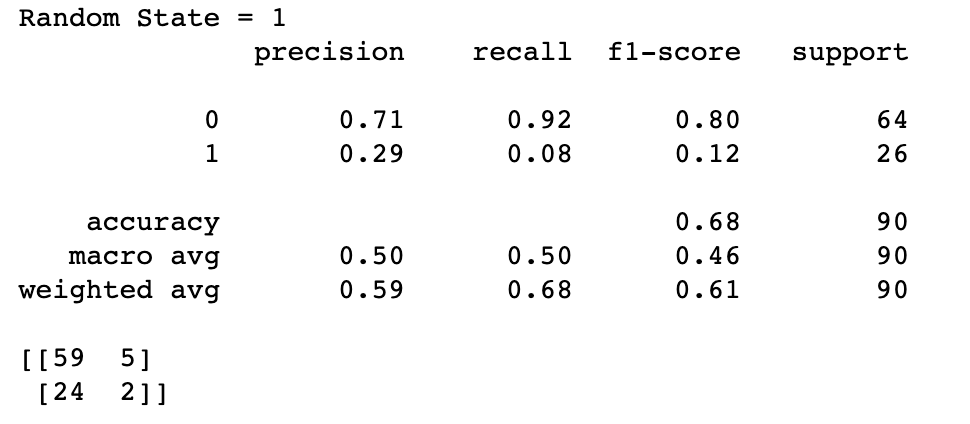 Random State = 1
precision recall f1-score support
0 0.71 0.92 0.80 64
1 0.29 0.08 0.12 26
accuracy 0.68 90
macro avg 0.50 0.50 0.46 90
weighted avg 0.59 0.68 0.61 90
[[59 5]
[24 2]]